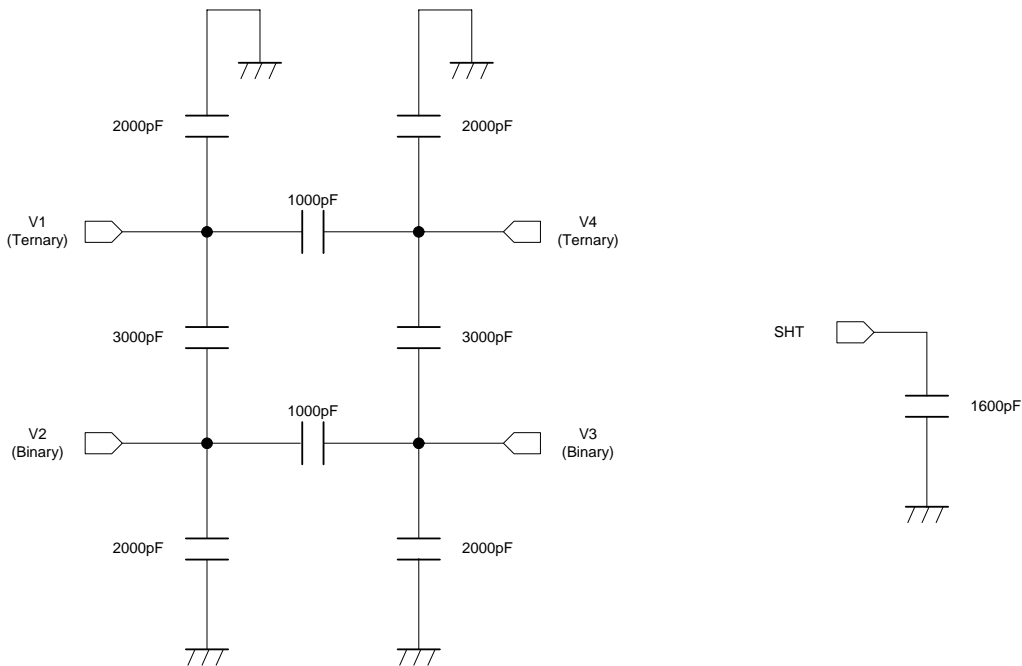 2000pF
2000pF
1000pF
V1
(Ternary)
V4
(Ternary)
3000pF
3000pF
SHT
1600pF
1000pF
V2
(Binary)
V3
(Binary)
2000pF
2000pF